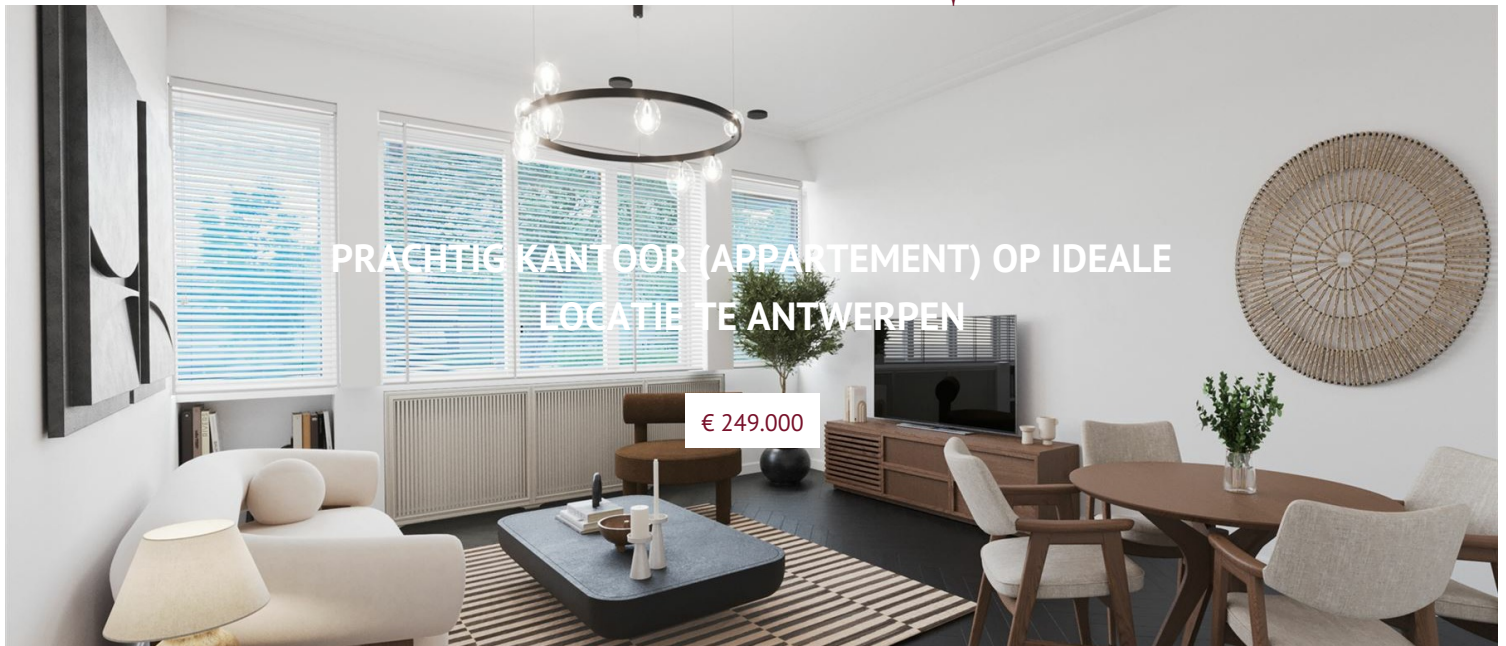 PRACHTIG KANTOOR (APPARTEMENT) OP IDEALE
LOCATIE TE ANTWERPEN
€ 249.000